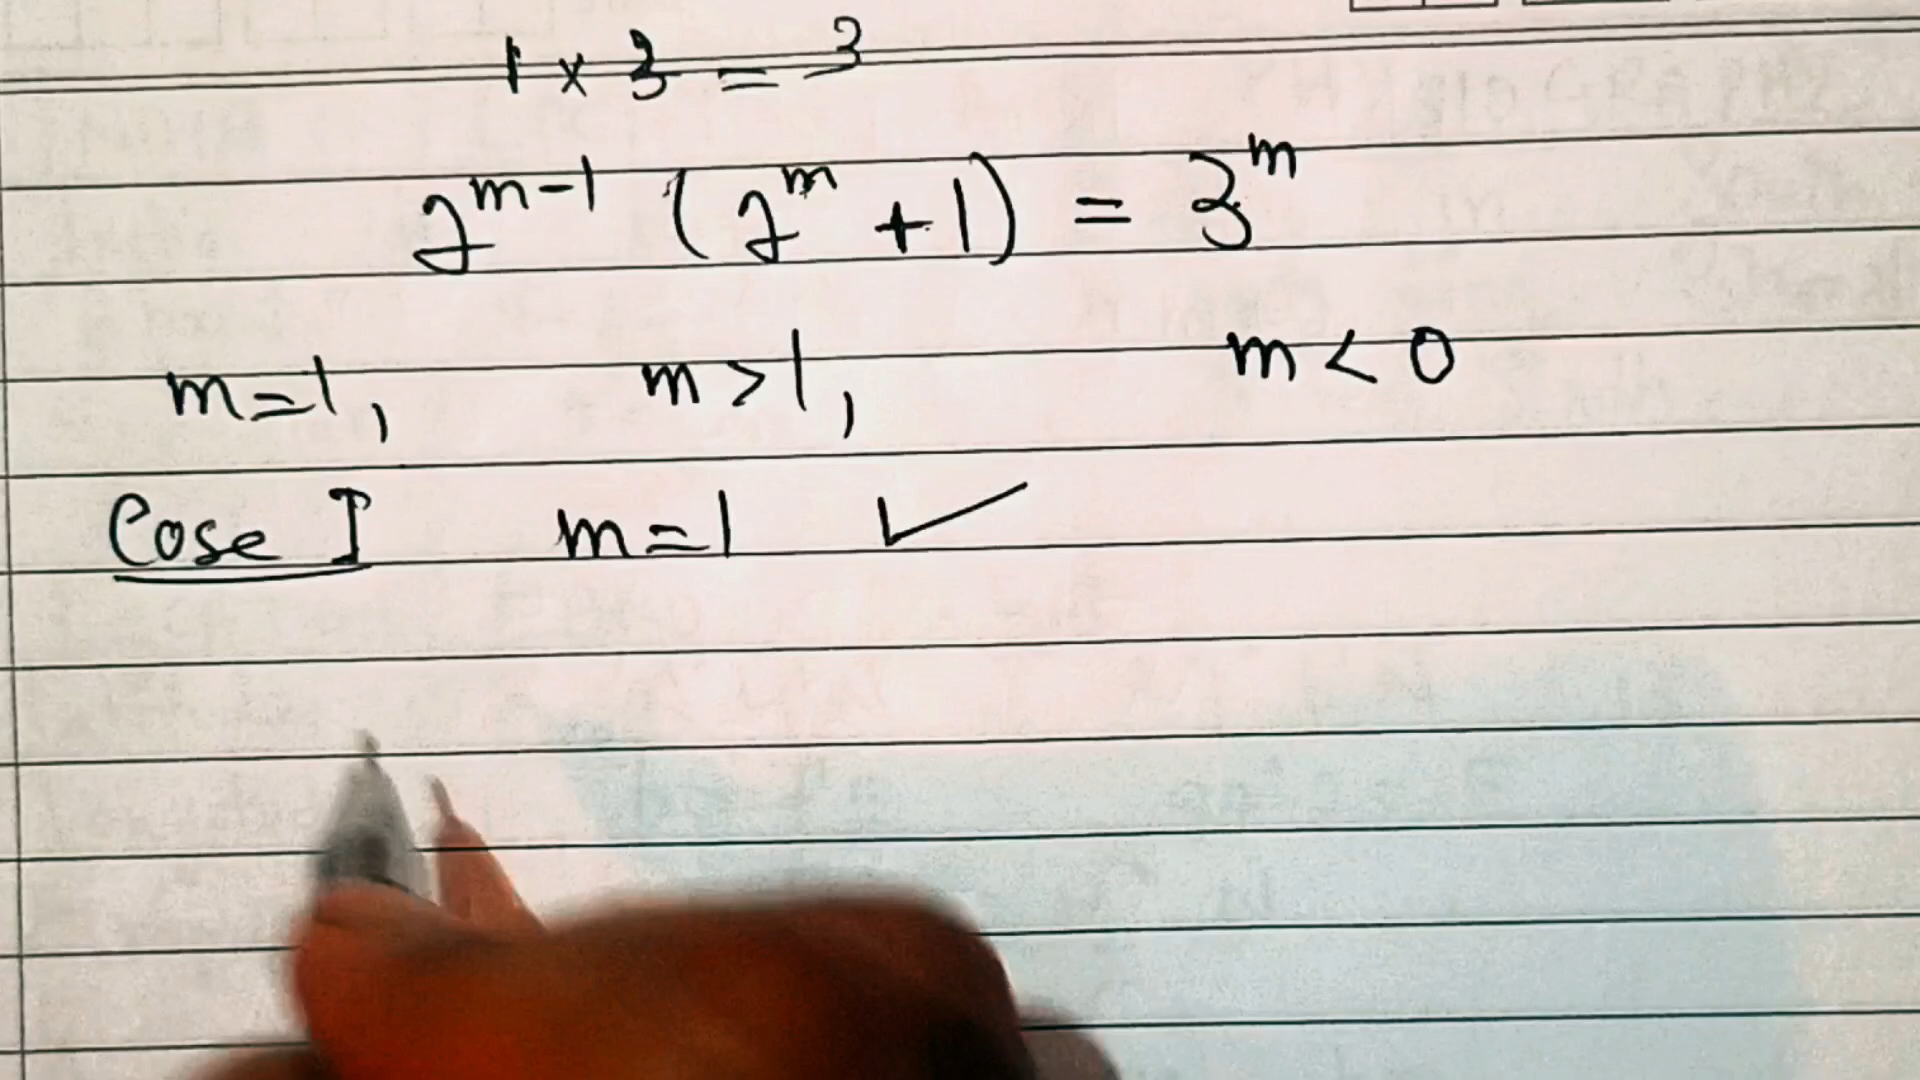 1 × 3 = 3
2^{m-1} (2^m + 1) = 3^m
m=1, m>1, m<0
Case I m=1 ✓